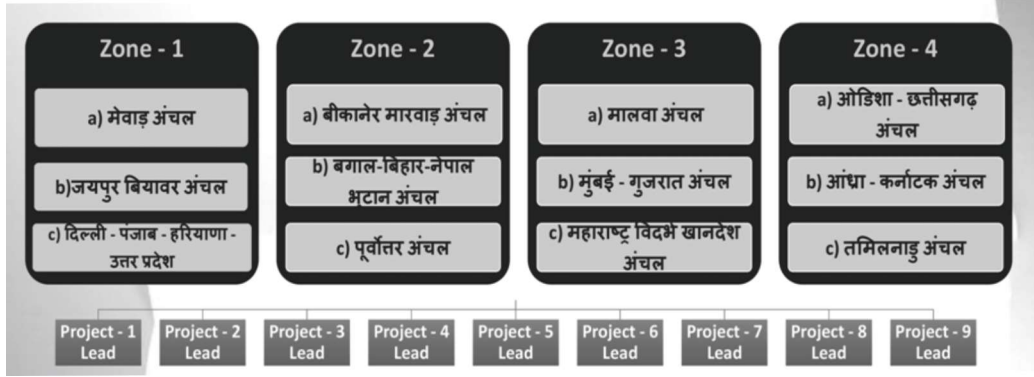 Zone - 1
a) मेवाड़ अंचल
b)जयपुर बियावर अंचल
c) दिल्ली - पंजाब - हरियाणा -
उत्तर प्रदेश
Zone - 2
a) बीकानेर मारवाड़ अंचल
b) बगाल-बिहार-नेपाल
भूटान अंचल
c) पूर्वोत्तर अंचल
Zone - 3
a) मालवा अंचल
b) मुंबई - गुजरात अंचल
c) महाराष्ट्र विदर्भ खानदेश
अंचल
Zone - 4
a) ओडिशा - छत्तीसगढ़
अंचल
b) आंध्रा - कर्नाटक अंचल
c) तमिलनाडु अंचल
Project - 1
Lead
Project - 2
Lead
Project - 3
Lead
Project - 4
Lead
Project - 5
Lead
Project - 6
Lead
Project - 7
Lead
Project - 8
Lead
Project - 9
Lead